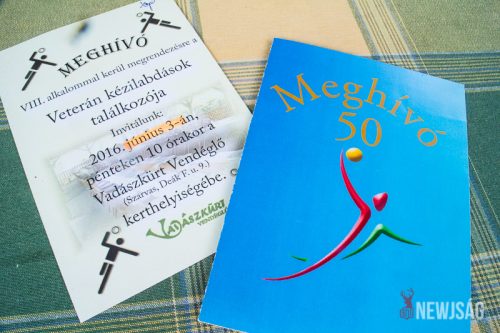 MEGHÍVÓ
VIII. alkalommal kerül megrendezésre a
Veterán kézilabdások
találkozója
Invitálunk:
2016. június 3-án,
pénteken 10 órakor a
Vadászkürt Vendéglő
(Szarvas, Deák F. u. 9.)
kerthelyiségébe.
VADÁSZKÜRT
Meghívó
50
NEWJSÁG